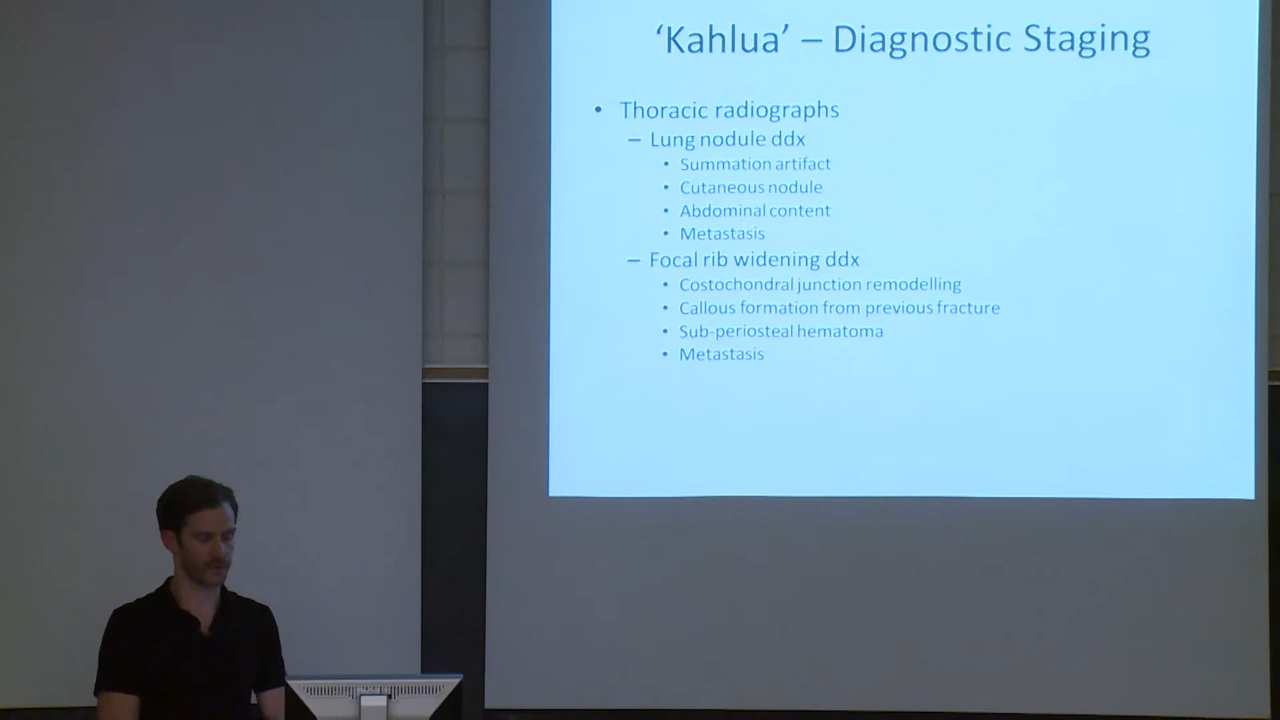 ‘Kahlua’ – Diagnostic Staging
• Thoracic radiographs
– Lung nodule ddx
• Summation artifact
• Cutaneous nodule
• Abdominal content
• Metastasis
– Focal rib widening ddx
• Costochondral junction remodelling
• Callous formation from previous fracture
• Sub-periosteal hematoma
• Metastasis